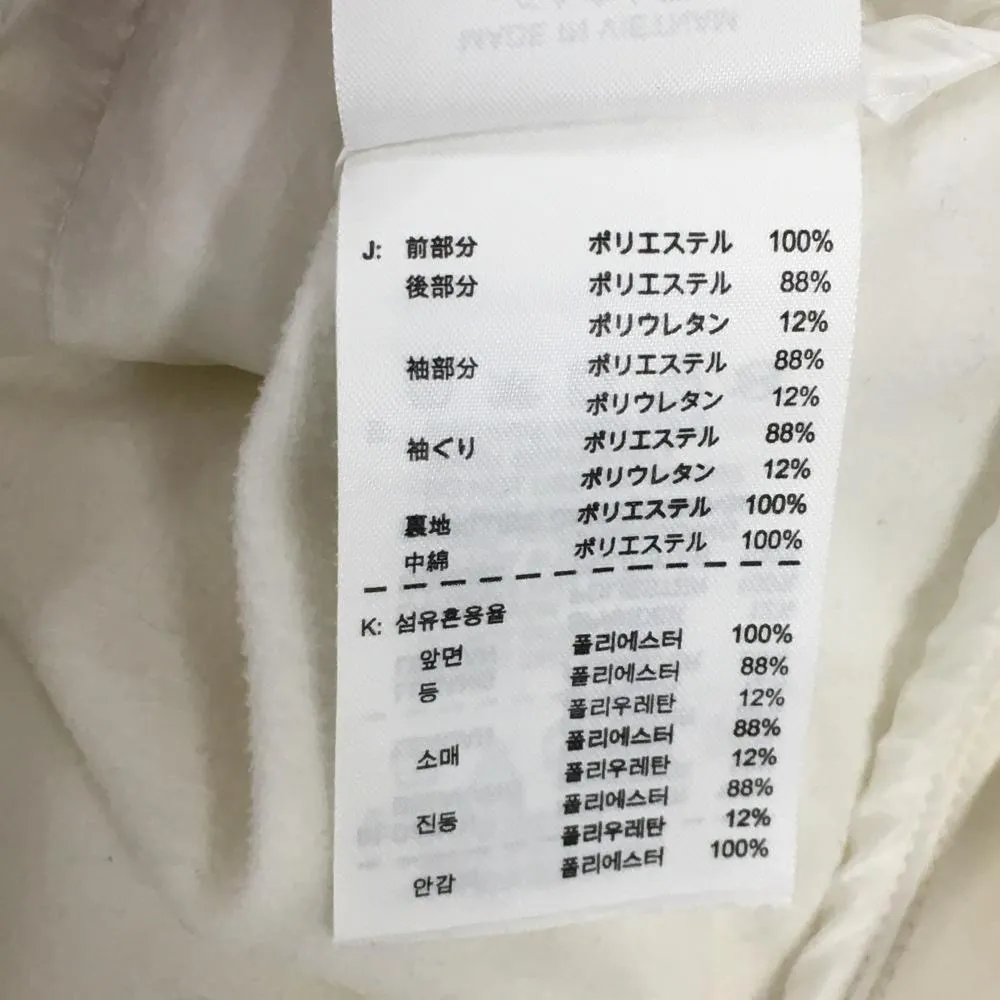 MADE IN VIETNAM
J: 前部分 ポリエステル 100%
後部分 ポリエステル 88%
ポリウレタン 12%
袖部分 ポリエステル 88%
ポリウレタン 12%
袖ぐり ポリエステル 88%
ポリウレタン 12%
裏地 ポリエステル 100%
中綿 ポリエステル 100%
K: 섬유혼용율
앞면 폴리에스터 100%
등 폴리에스터 88%
폴리우레탄 12%
소매 폴리에스터 88%
폴리우레탄 12%
진동 폴리에스터 88%
폴리우레탄 12%
안감 폴리에스터 100%